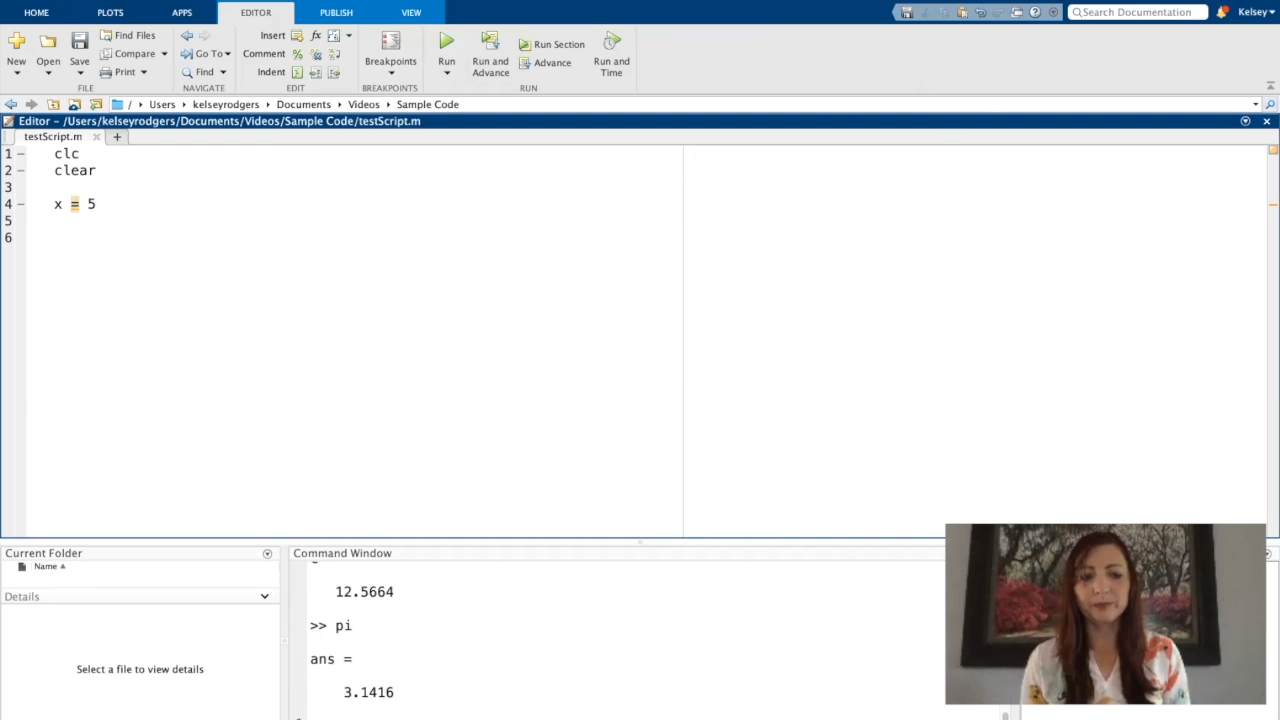 HOME PLOTS APPS EDITOR PUBLISH VIEW Search Documentation Kelsey
New Open Save Find Files Compare Print Go To Find Insert Comment Indent fx Breakpoints Run Run and Advance Run Section Advance Run and Time
FILE NAVIGATE EDIT BREAKPOINTS RUN
/ Users kelseyrodgers Documents Videos Sample Code
Editor – /Users/kelseyrodgers/Documents/Videos/Sample Code/testScript.m
testScript.m
1 – clc
2 – clear
3
4 – x = 5
5
6
Current Folder
Name
Details
Select a file to view details
Command Window
12.5664
>> pi
ans =
3.1416